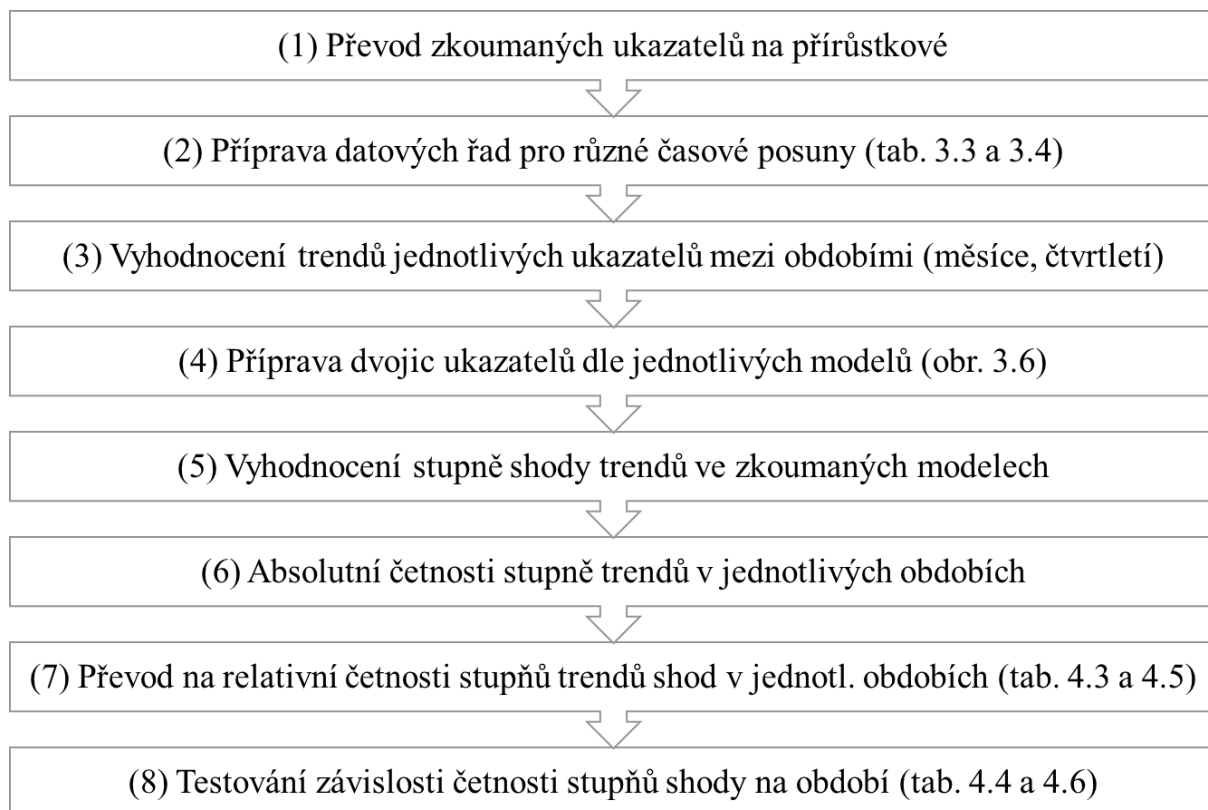 (1) Převod zkoumaných ukazatelů na přírůstkové
(2) Příprava datových řad pro různé časové posuny (tab. 3.3 a 3.4)
(3) Vyhodnocení trendů jednotlivých ukazatelů mezi obdobími (měsíce, čtvrtletí)
(4) Příprava dvojic ukazatelů dle jednotlivých modelů (obr. 3.6)
(5) Vyhodnocení stupně shody trendů ve zkoumaných modelech
(6) Absolutní četnosti stupně trendů v jednotlivých obdobích
(7) Převod na relativní četnosti stupňů trendů shod v jednotl. obdobích (tab. 4.3 a 4.5)
(8) Testování závislosti četnosti stupňů shody na období (tab. 4.4 a 4.6)